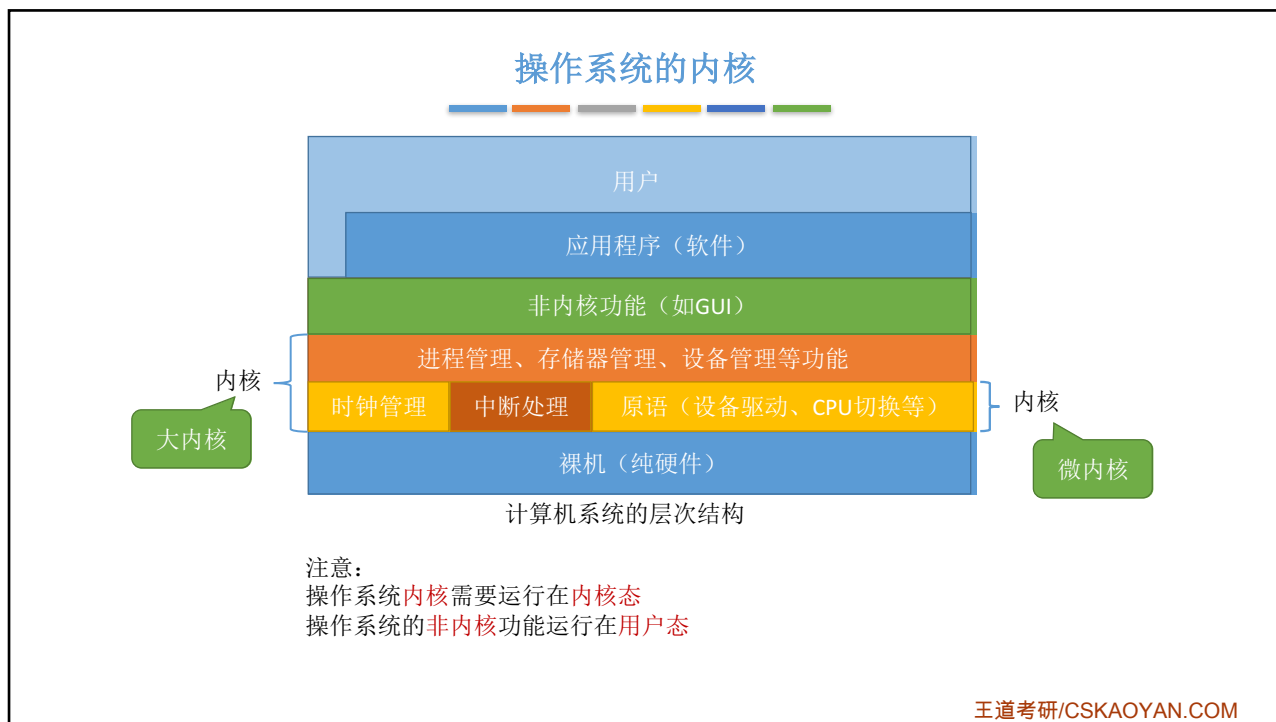 操作系统的内核
用户
应用程序（软件）
非内核功能（如GUI）
进程管理、存储器管理、设备管理等功能
内核
大内核
时钟管理
中断处理
原语（设备驱动、CPU切换等）
内核
微内核
裸机（纯硬件）
计算机系统的层次结构
注意：
操作系统内核需要运行在内核态
操作系统的非内核功能运行在用户态
王道考研/CSKAOYAN.COM